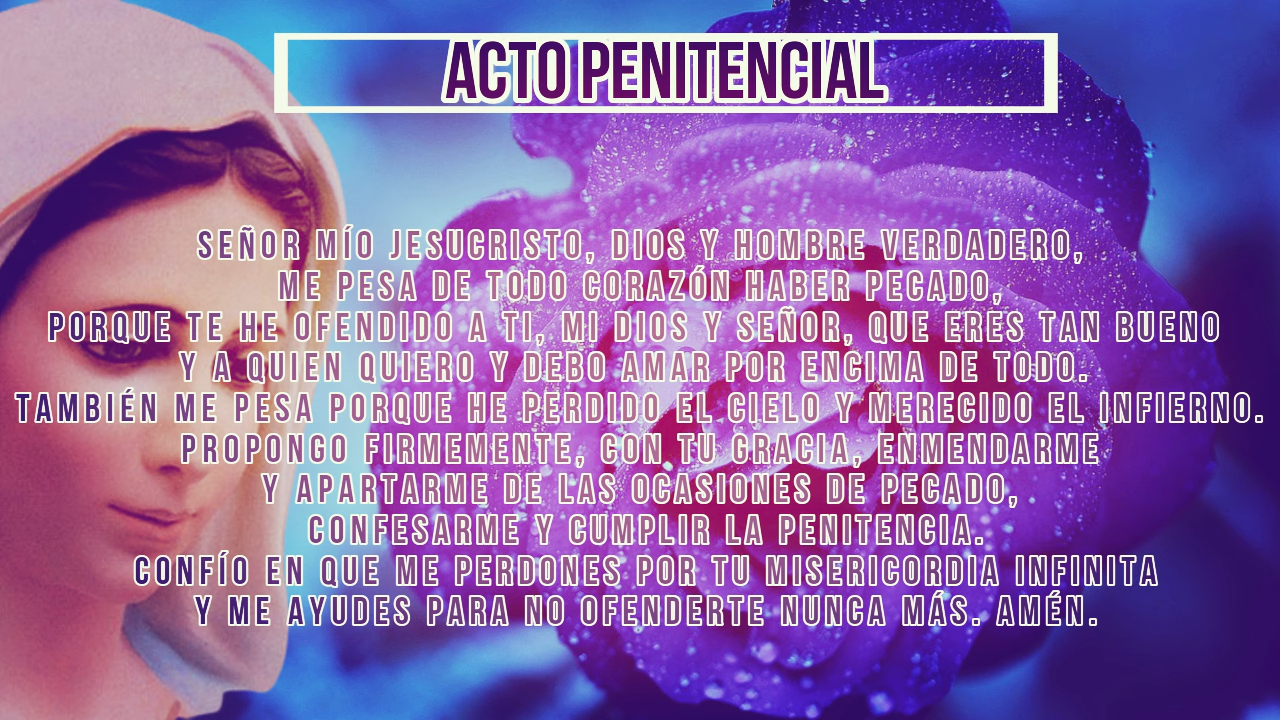 ACTO PENITENCIAL
SEÑOR MÍO JESUCRISTO, DIOS Y HOMBRE VERDADERO,
ME PESA DE TODO CORAZÓN HABER PECADO,
PORQUE TE HE OFENDIDO A TI, MI DIOS Y SEÑOR, QUE ERES TAN BUENO
Y A QUIEN QUIERO Y DEBO AMAR POR ENCIMA DE TODO.
TAMBIÉN ME PESA PORQUE HE PERDIDO EL CIELO Y MERECIDO EL INFIERNO.
PROPONGO FIRMEMENTE, CON TU GRACIA, ENMENDARME
Y APARTARME DE LAS OCASIONES DE PECADO,
CONFESARME Y CUMPLIR LA PENITENCIA.
CONFÍO EN QUE ME PERDONES POR TU MISERICORDIA INFINITA
Y ME AYUDES PARA NO OFENDERTE NUNCA MÁS. AMÉN.